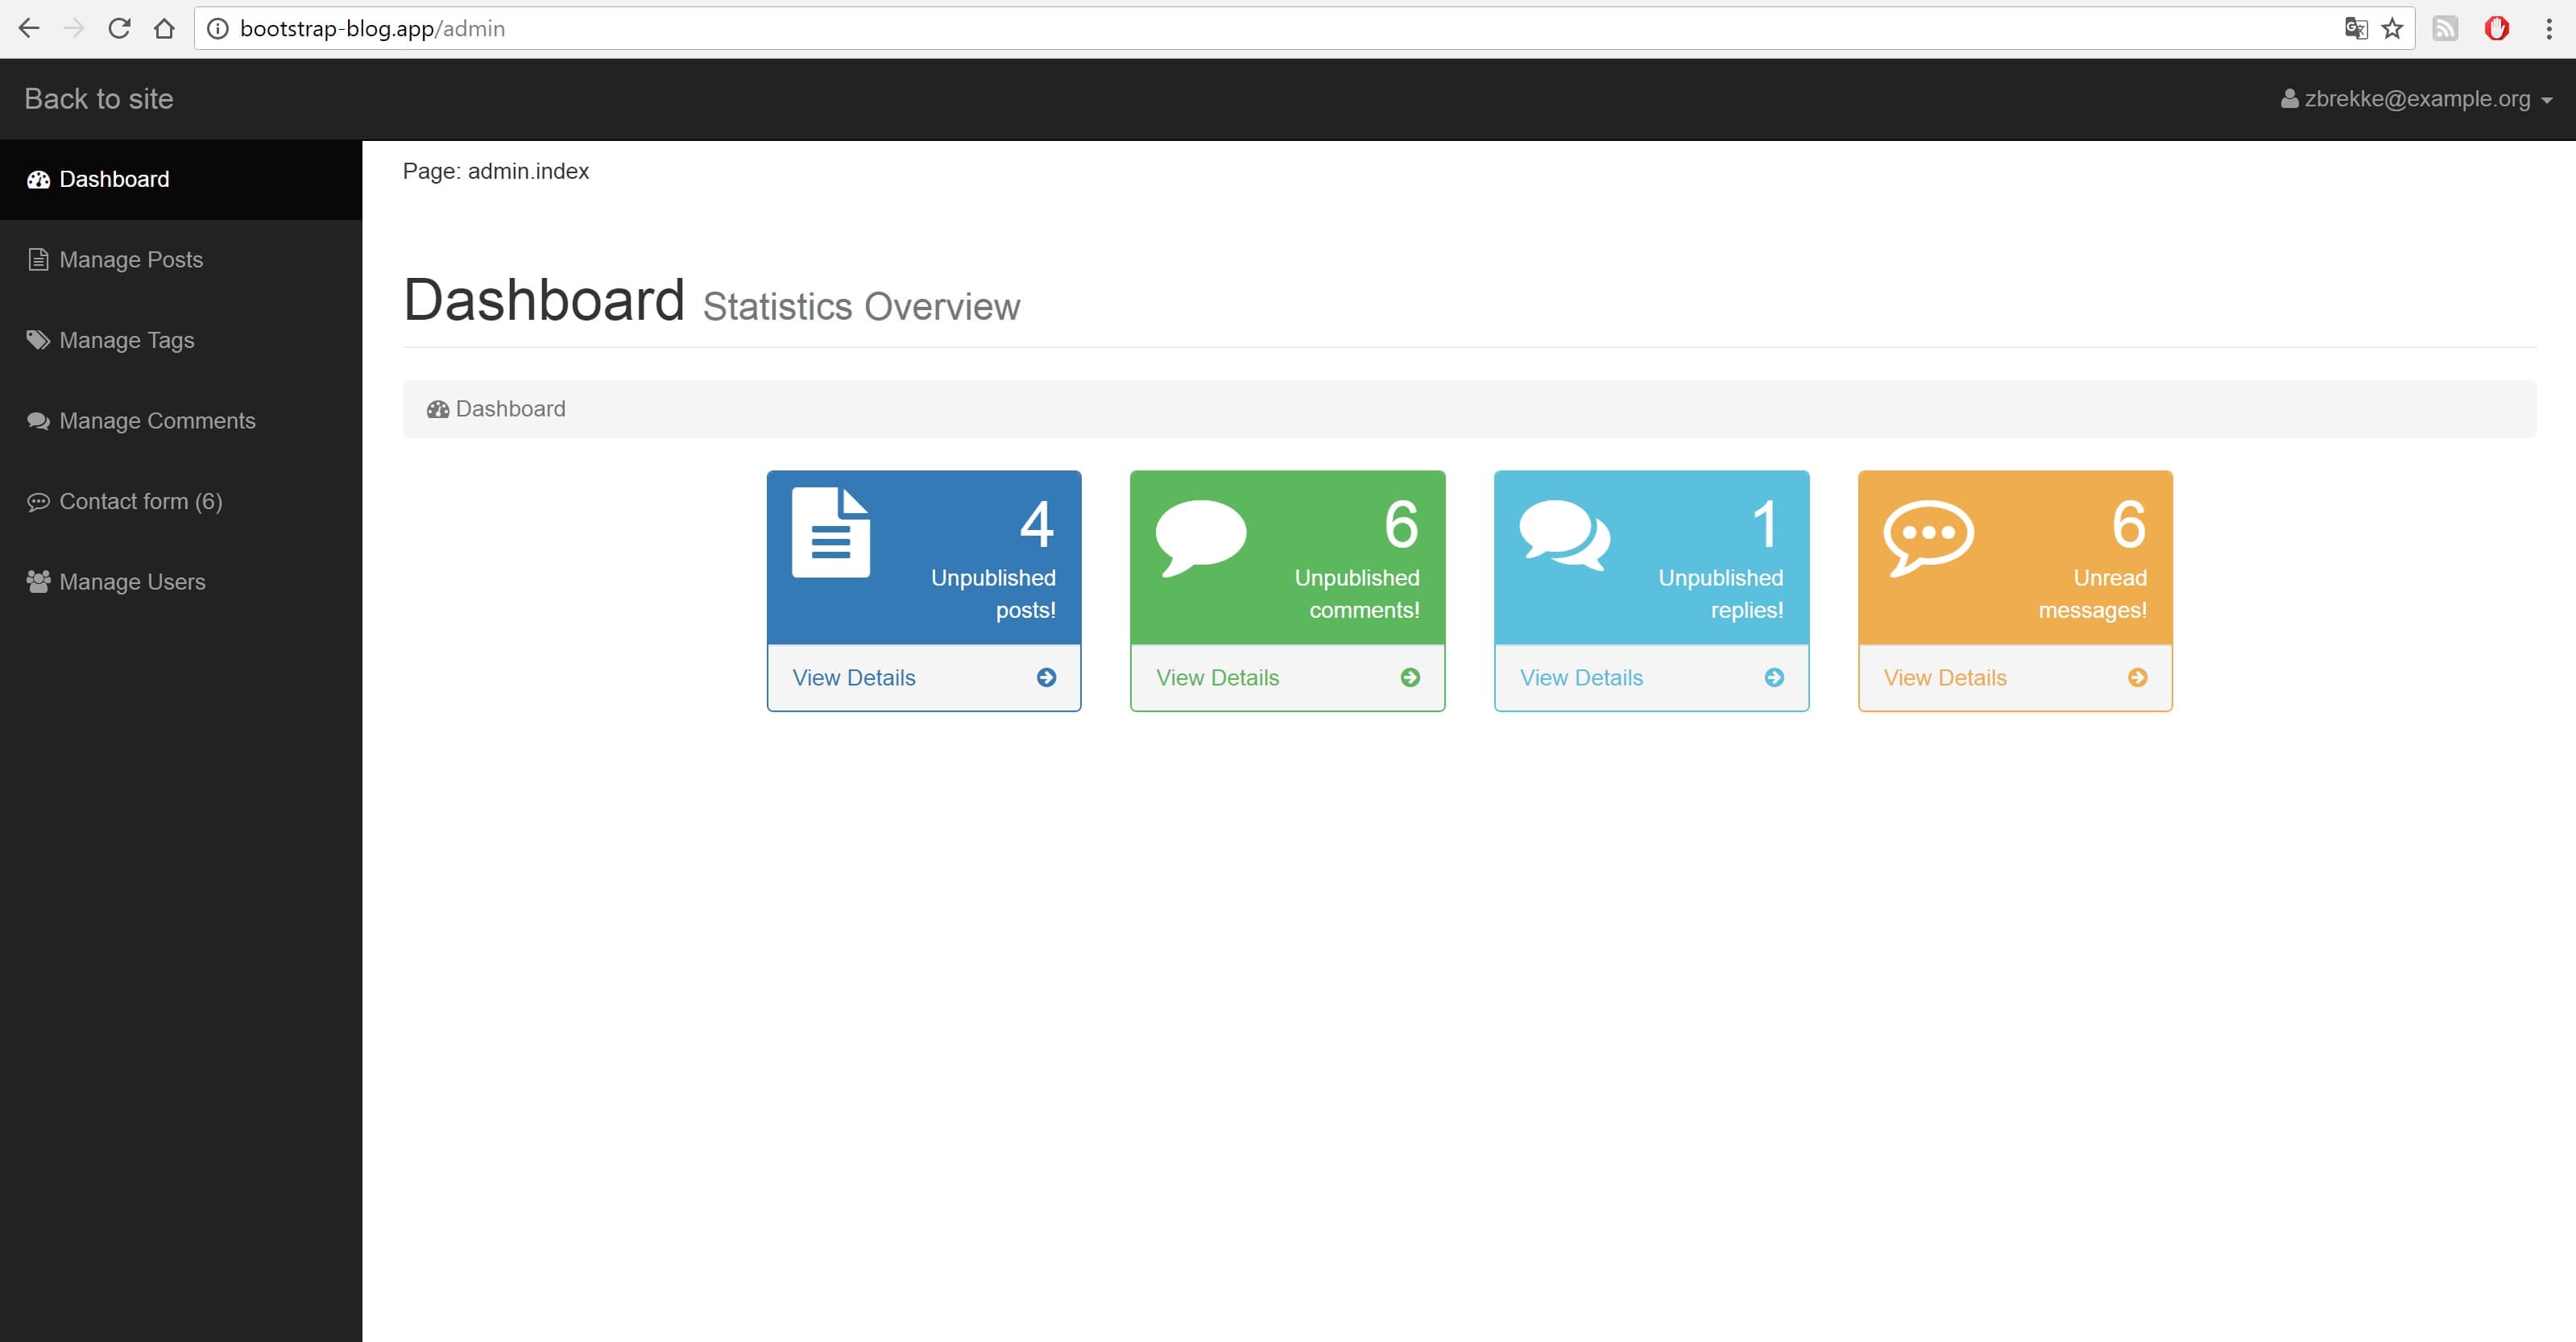 bootstrap-blog.app/admin
Back to site
zbrekke@example.org
Dashboard
Manage Posts
Manage Tags
Manage Comments
Contact form (6)
Manage Users
Page: admin.index
Dashboard Statistics Overview
Dashboard
4
Unpublished
posts!
View Details
6
Unpublished
comments!
View Details
1
Unpublished
replies!
View Details
6
Unread
messages!
View Details